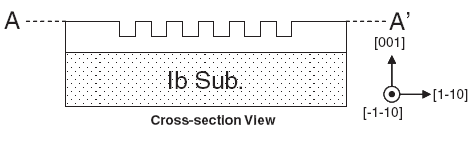 A A'
[001]
Ib Sub.
[1-10]
[-1-10]
Cross-section View